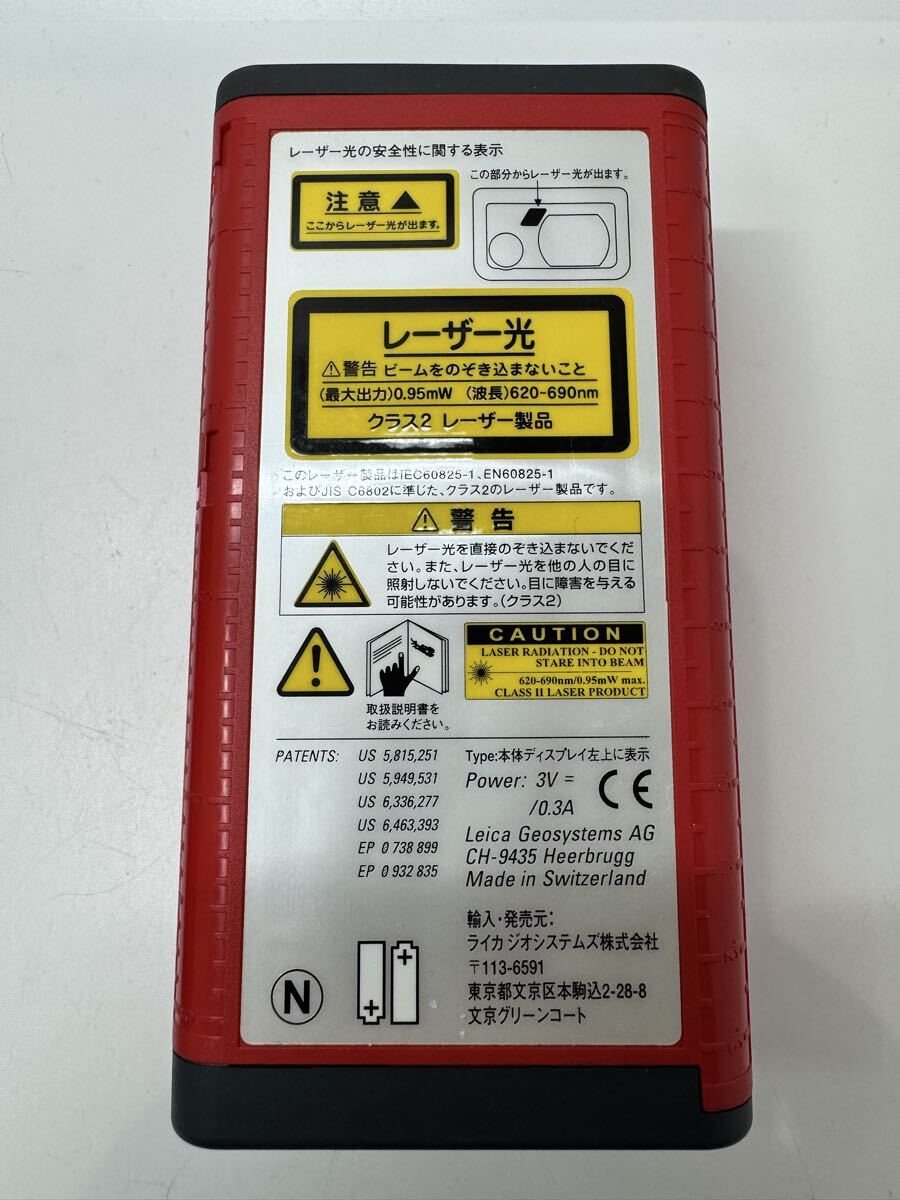 レーザー光の安全性に関する表示
この部分からレーザー光が出ます。
注意
ここからレーザー光が出ます。
レーザー光
警告 ビームをのぞき込まないこと
(最大出力)0.95mW (波長)620-690nm
クラス2 レーザー製品
このレーザー製品はIEC60825-1、EN60825-1
およびJIS C6802に準じた、クラス2のレーザー製品です。
警告
レーザー光を直接のぞき込まないでくだ
さい。また、レーザー光を他の人の目に
照射しないでください。目に障害を与える
可能性があります。(クラス2)
取扱説明書を
お読みください。
CAUTION
LASER RADIATION - DO NOT
STARE INTO BEAM
620-690nm/0.95mW max.
CLASS II LASER PRODUCT
PATENTS: US 5,815,251
US 5,949,531
US 6,336,277
US 6,463,393
EP 0 738 899
EP 0 932 835
Type:本体ディスプレイ左上に表示
Power: 3V =
/0.3A
CE
Leica Geosystems AG
CH-9435 Heerbrugg
Made in Switzerland
輸入・発売元:
ライカ ジオシステムズ株式会社
〒113-6591
東京都文京区本駒込2-28-8
文京グリーンコート
N
+
+